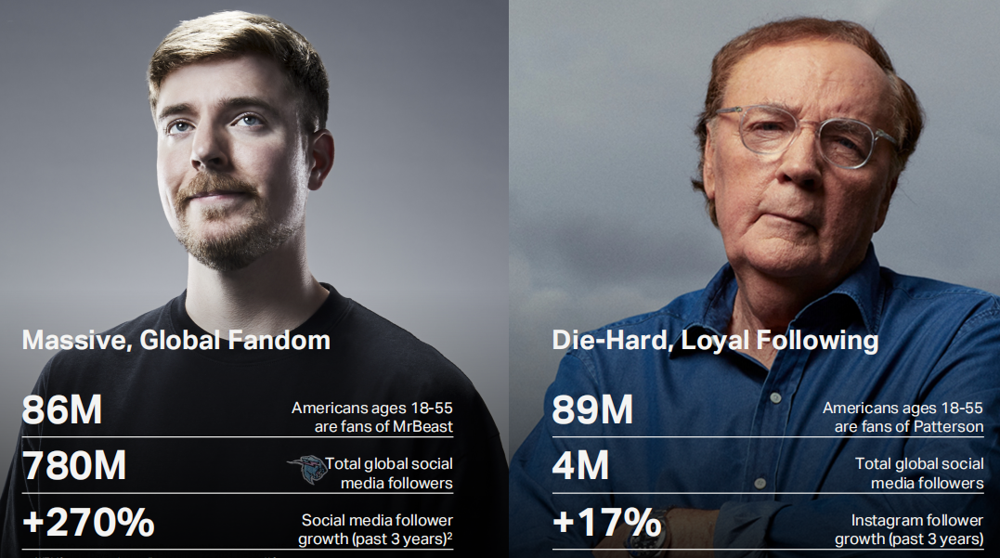 Massive, Global Fandom
86M
Americans ages 18-55
are fans of MrBeast
780M
Total global social
media followers
+270%
Social media follower
growth (past 3 years)²
Die-Hard, Loyal Following
89M
Americans ages 18-55
are fans of Patterson
4M
Total global social
media followers
+17%
Instagram follower
growth (past 3 years)